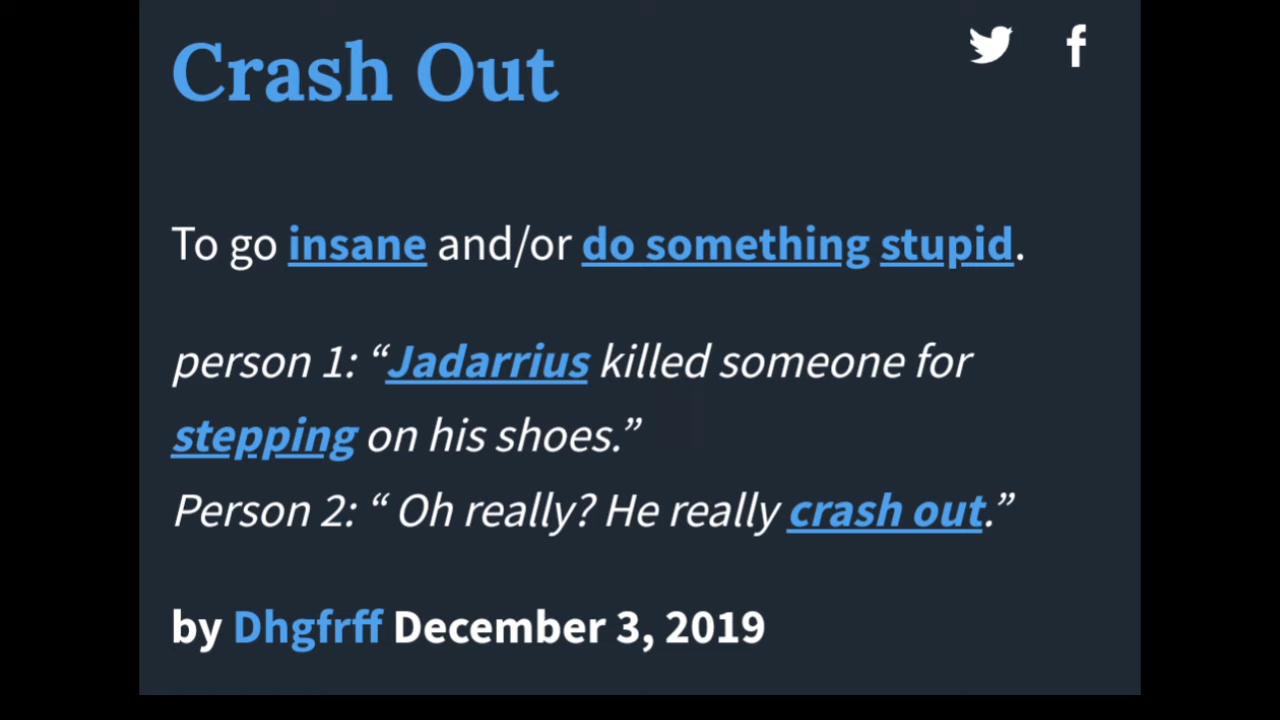 Crash Out
To go insane and/or do something stupid.
person 1: “Jadarrius killed someone for
stepping on his shoes.”
Person 2: “ Oh really? He really crash out.”
by Dhgfrff December 3, 2019